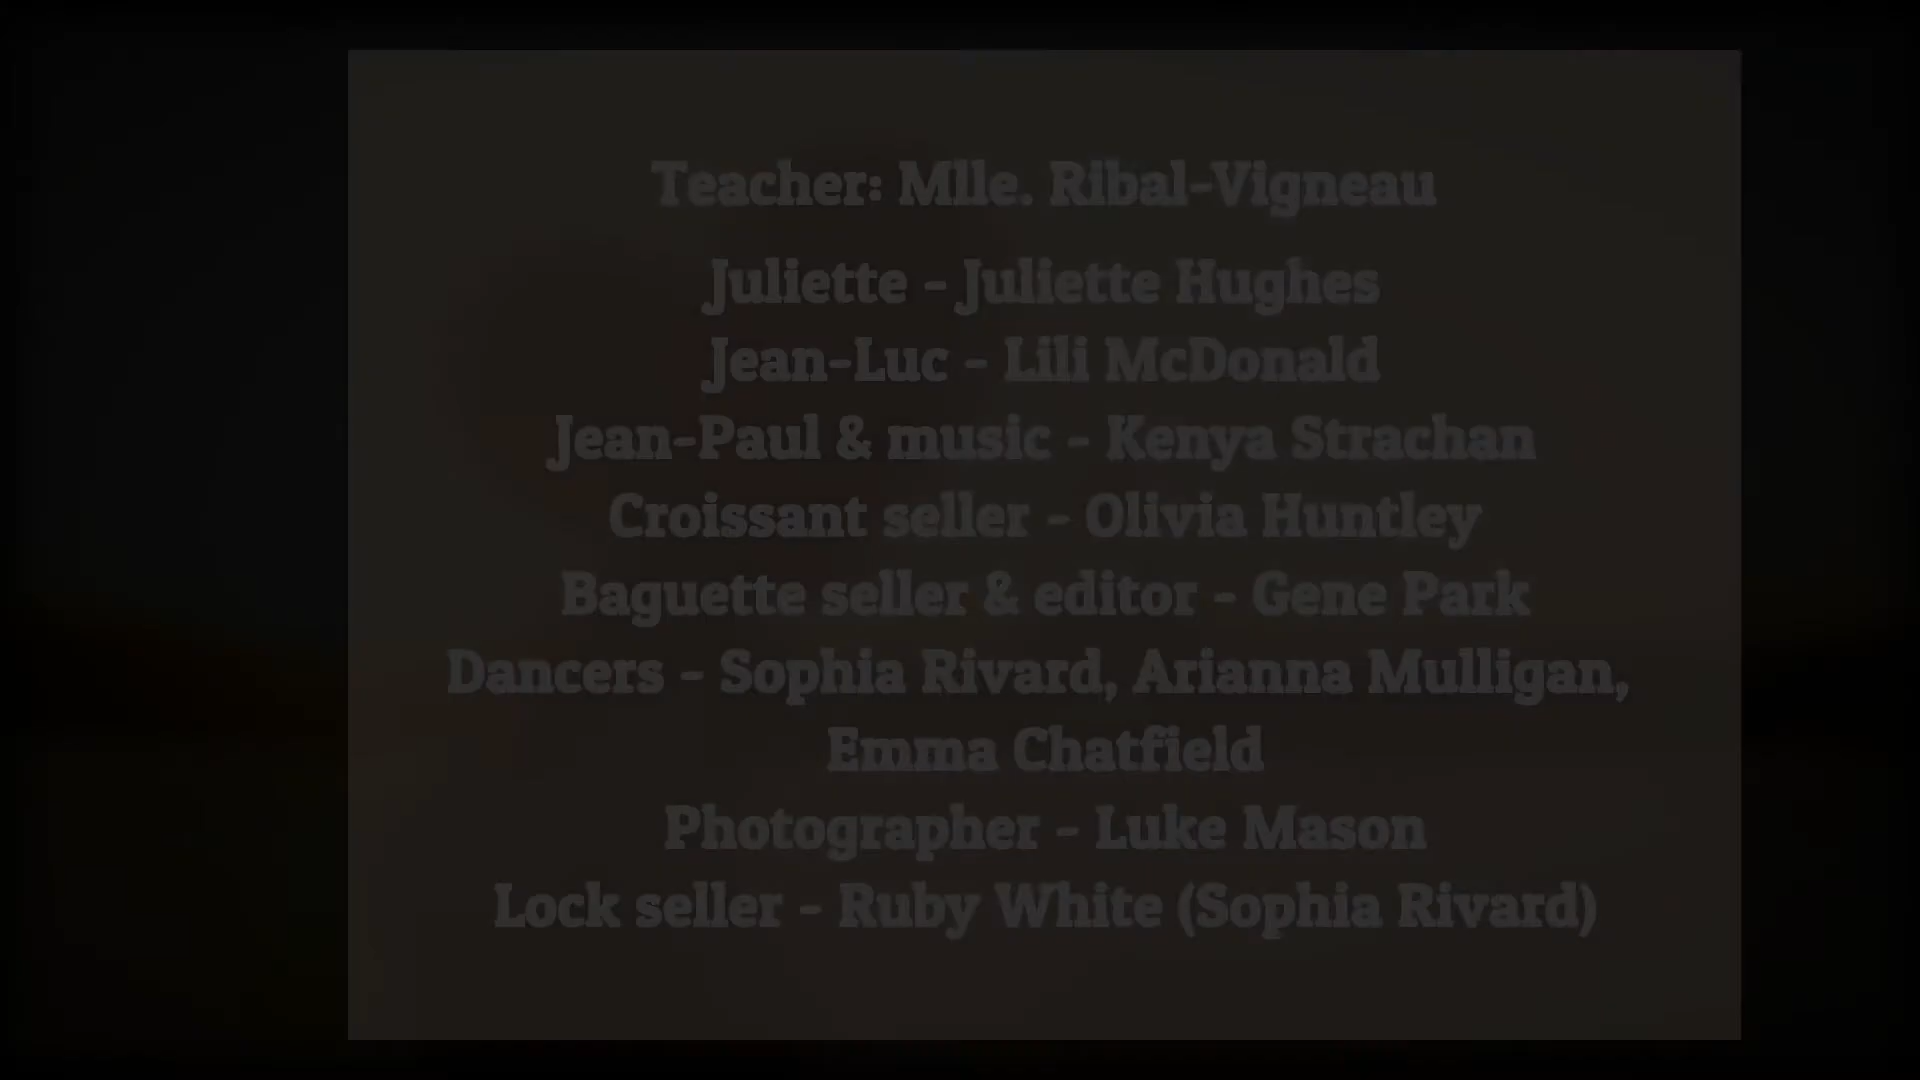 Teacher: Mlle. Ribal-Vigneau
Juliette - Juliette Hughes
Jean-Luc - Lili McDonald
Jean-Paul & music - Kenya Strachan
Croissant seller - Olivia Huntley
Baguette seller & editor - Gene Park
Dancers - Sophia Rivard, Arianna Mulligan,
Emma Chatfield
Photographer - Luke Mason
Lock seller - Ruby White (Sophia Rivard)